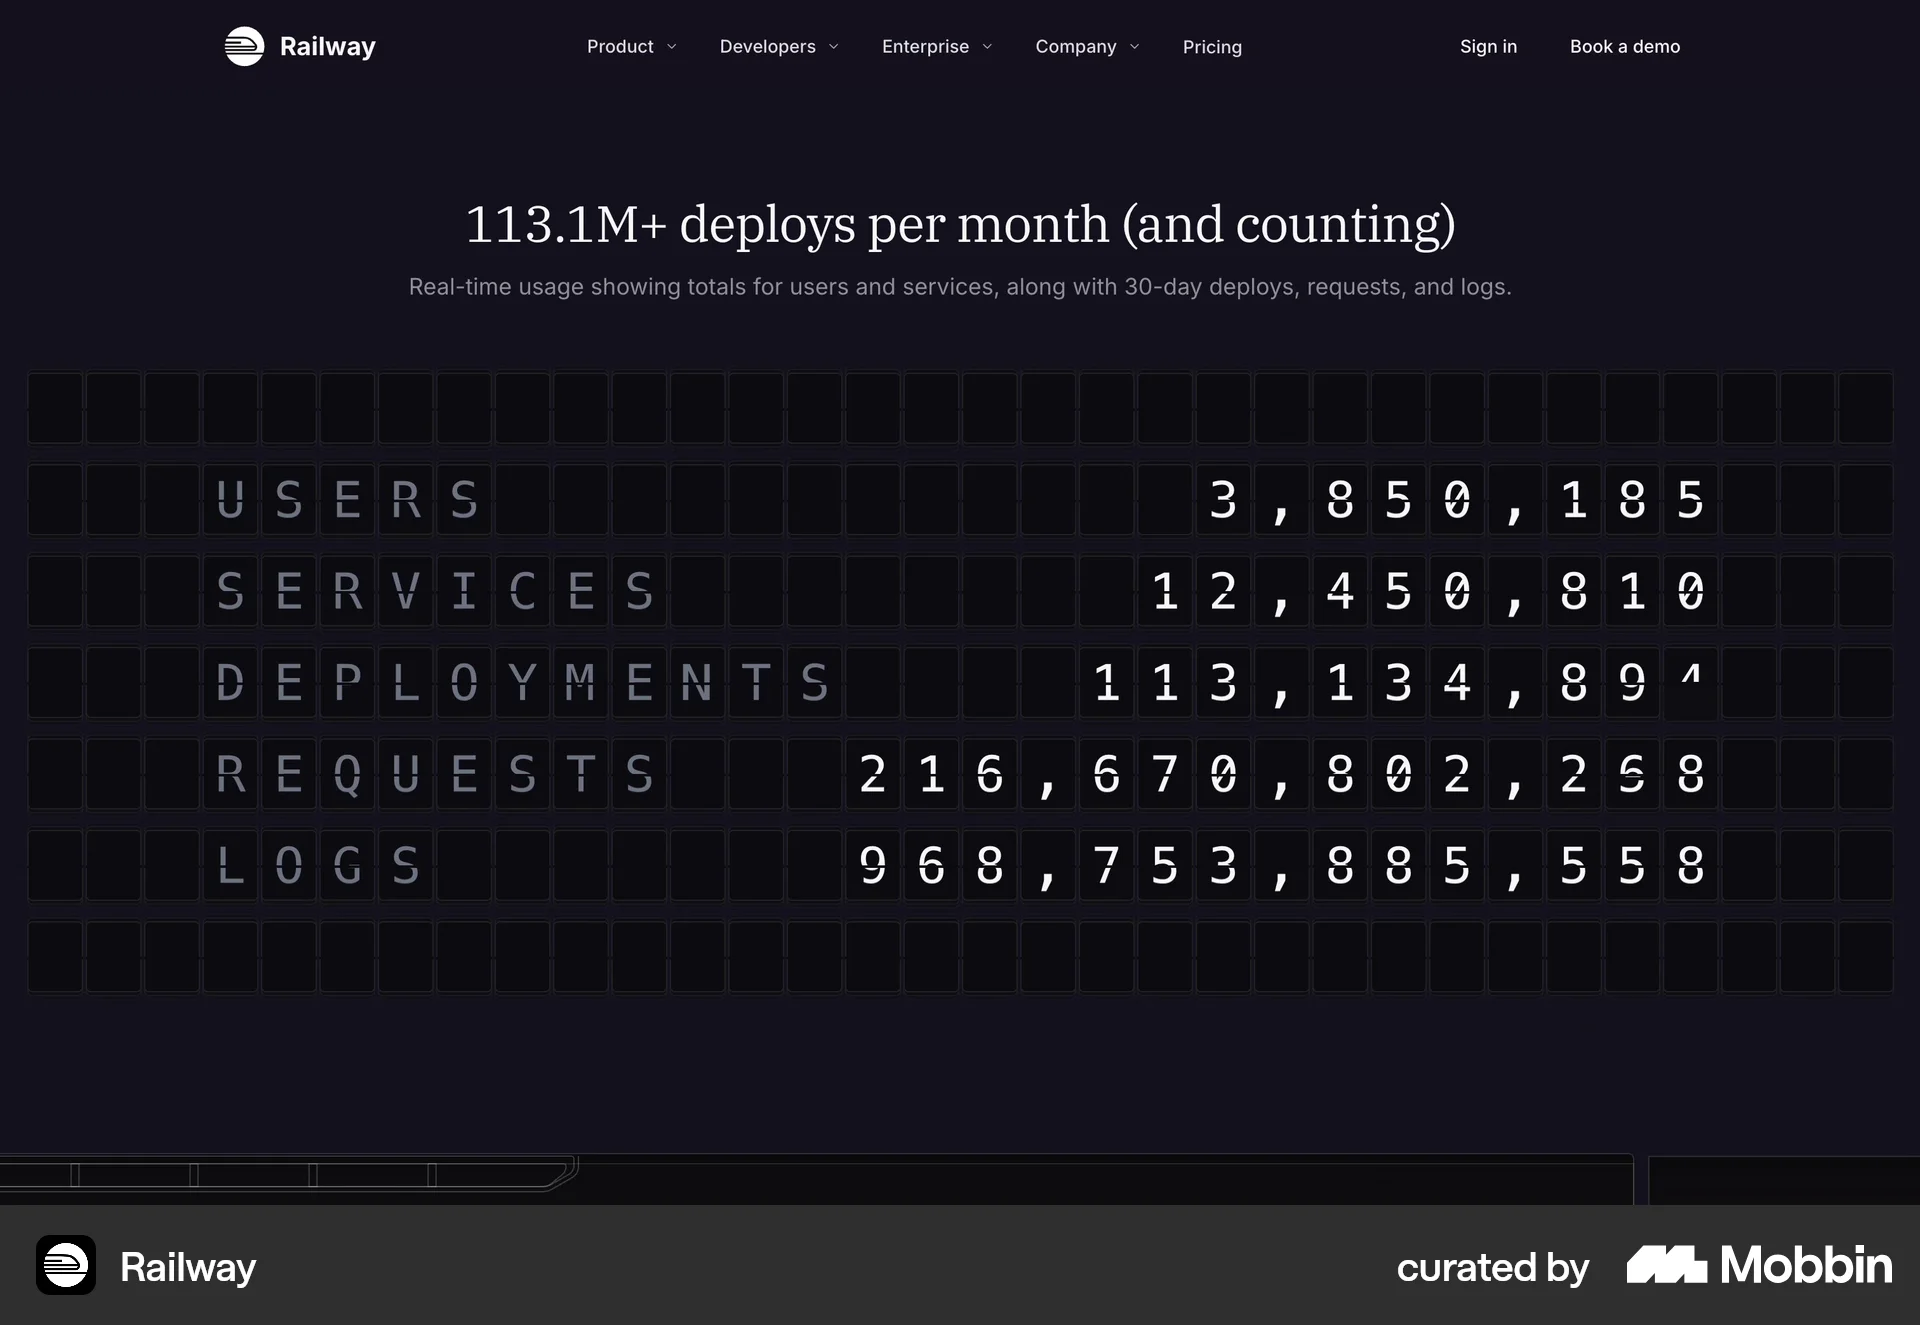 Railway
Product
Developers
Enterprise
Company
Pricing
Sign in
Book a demo
113.1M+ deploys per month (and counting)
Real-time usage showing totals for users and services, along with 30-day deploys, requests, and logs.
USERS 3,850,185
SERVICES 12,450,810
DEPLOYMENTS 113,134,894
REQUESTS 216,670,802,268
LOGS 968,753,885,558
Railway
curated by Mobbin